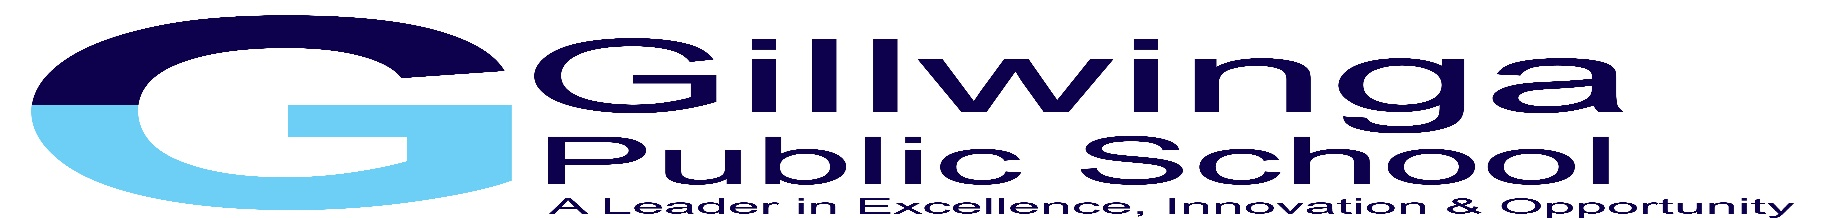 G
Gillwinga
Public School
A Leader in Excellence, Innovation & Opportunity